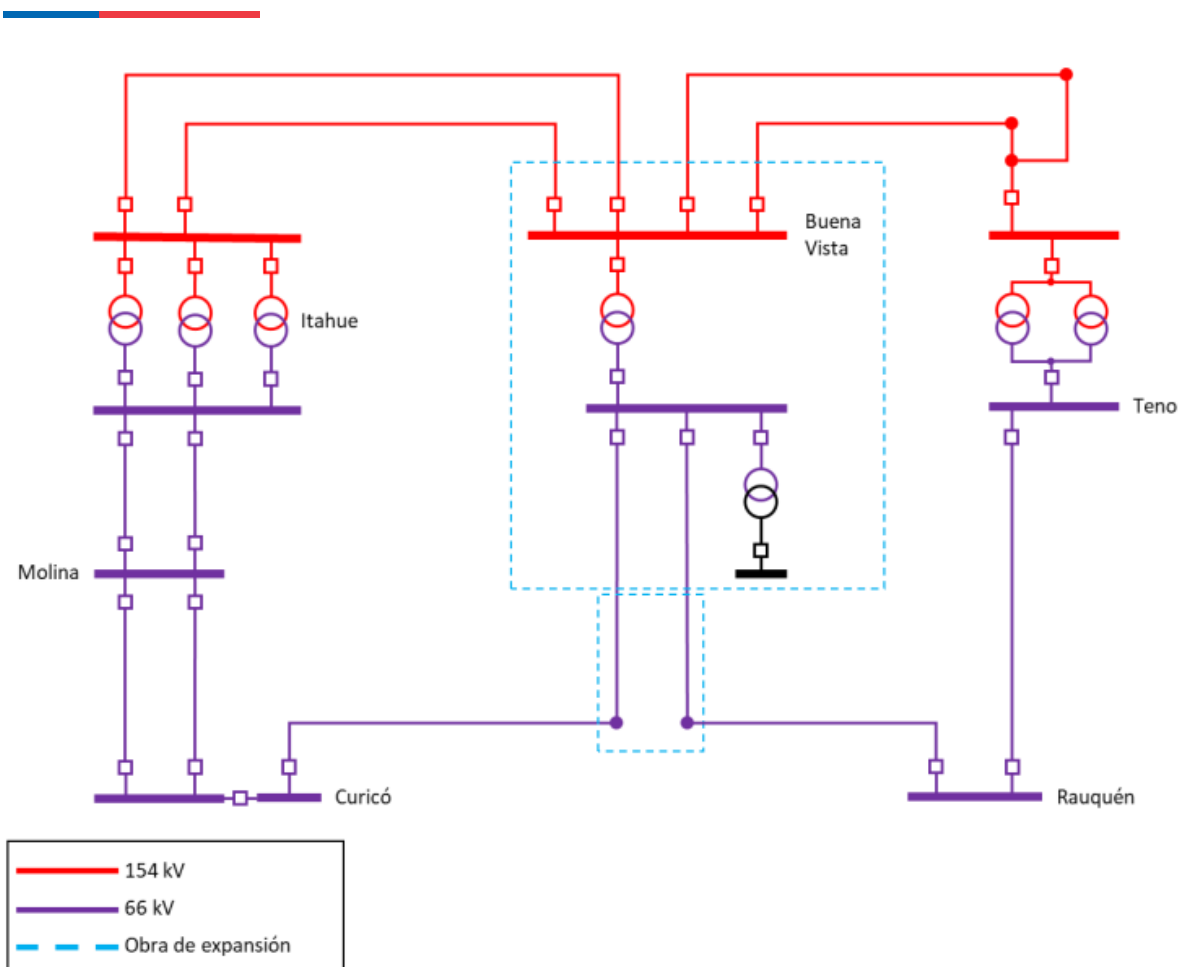 Buena
Vista
Itahue
Teno
Molina
Curicó
Rauquén
154 kV
66 kV
Obra de expansión